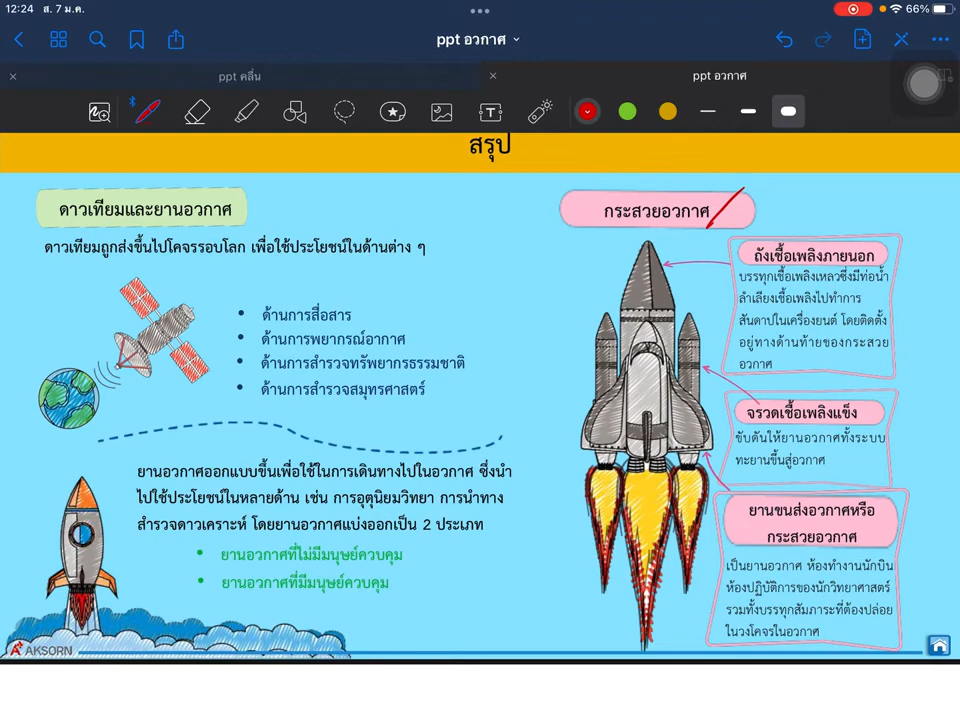 12:24 ส. 7 ม.ค.
66%
ppt อวกาศ
ppt คลื่น
ppt อวกาศ
สรุป
ดาวเทียมและยานอวกาศ
ดาวเทียมถูกส่งขึ้นไปโคจรรอบโลก เพื่อใช้ประโยชน์ในด้านต่าง ๆ
• ด้านการสื่อสาร
• ด้านการพยากรณ์อากาศ
• ด้านการสำรวจทรัพยากรธรรมชาติ
• ด้านการสำรวจสมุทรศาสตร์
ยานอวกาศออกแบบขึ้นเพื่อใช้ในการเดินทางไปในอวกาศ ซึ่งนำ
ไปใช้ประโยชน์ในหลายด้าน เช่น การอุตุนิยมวิทยา การนำทาง
สำรวจดาวเคราะห์ โดยยานอวกาศแบ่งออกเป็น 2 ประเภท
• ยานอวกาศที่ไม่มีมนุษย์ควบคุม
• ยานอวกาศที่มีมนุษย์ควบคุม
กระสวยอวกาศ
ถังเชื้อเพลิงภายนอก
บรรทุกเชื้อเพลิงเหลวซึ่งมีท่อน้ำ
ลำเลียงเชื้อเพลิงไปทำการ
สันดาปในเครื่องยนต์ โดยติดตั้ง
อยู่ทางด้านท้ายของกระสวย
อวกาศ
จรวดเชื้อเพลิงแข็ง
ขับดันให้ยานอวกาศทั้งระบบ
ทะยานขึ้นสู่อวกาศ
ยานขนส่งอวกาศหรือ
กระสวยอวกาศ
เป็นยานอวกาศ ห้องทำงานนักบิน
ห้องปฏิบัติการของนักวิทยาศาสตร์
รวมทั้งบรรทุกสัมภาระที่ต้องปล่อย
ในวงโคจรในอวกาศ
AKSORN